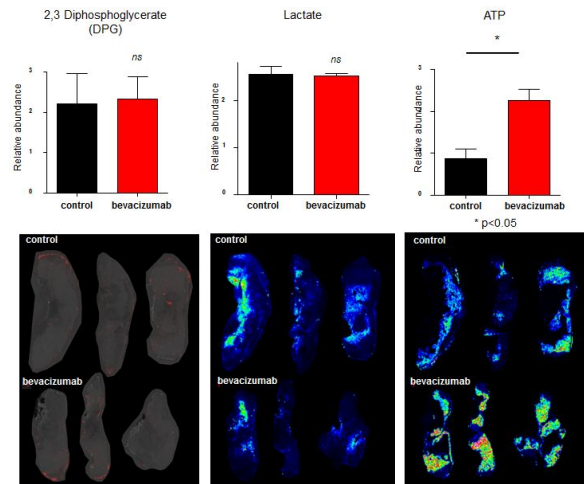 2,3 Diphosphoglycerate
(DPG)
ns
Relative abundance
3
2
1
0
control
bevacizumab
Lactate
ns
Relative abundance
2
1
0
control
bevacizumab
ATP
*
Relative abundance
3
2
1
0
control
bevacizumab
* p<0.05
control
bevacizumab
control
bevacizumab
control
bevacizumab